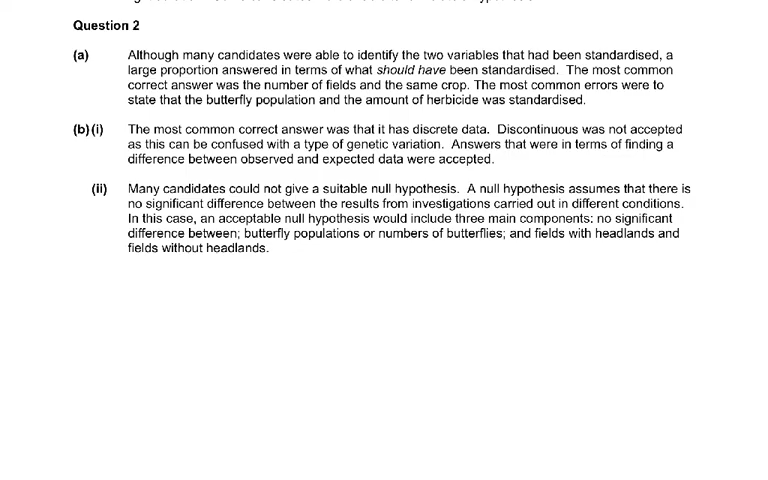 Question 2
(a) Although many candidates were able to identify the two variables that had been standardised, a
large proportion answered in terms of what should have been standardised. The most common
correct answer was the number of fields and the same crop. The most common errors were to
state that the butterfly population and the amount of herbicide was standardised.
(b)(i) The most common correct answer was that it has discrete data. Discontinuous was not accepted
as this can be confused with a type of genetic variation. Answers that were in terms of finding a
difference between observed and expected data were accepted.
(ii) Many candidates could not give a suitable null hypothesis. A null hypothesis assumes that there is
no significant difference between the results from investigations carried out in different conditions.
In this case, an acceptable null hypothesis would include three main components: no significant
difference between; butterfly populations or numbers of butterflies; and fields with headlands and
fields without headlands.